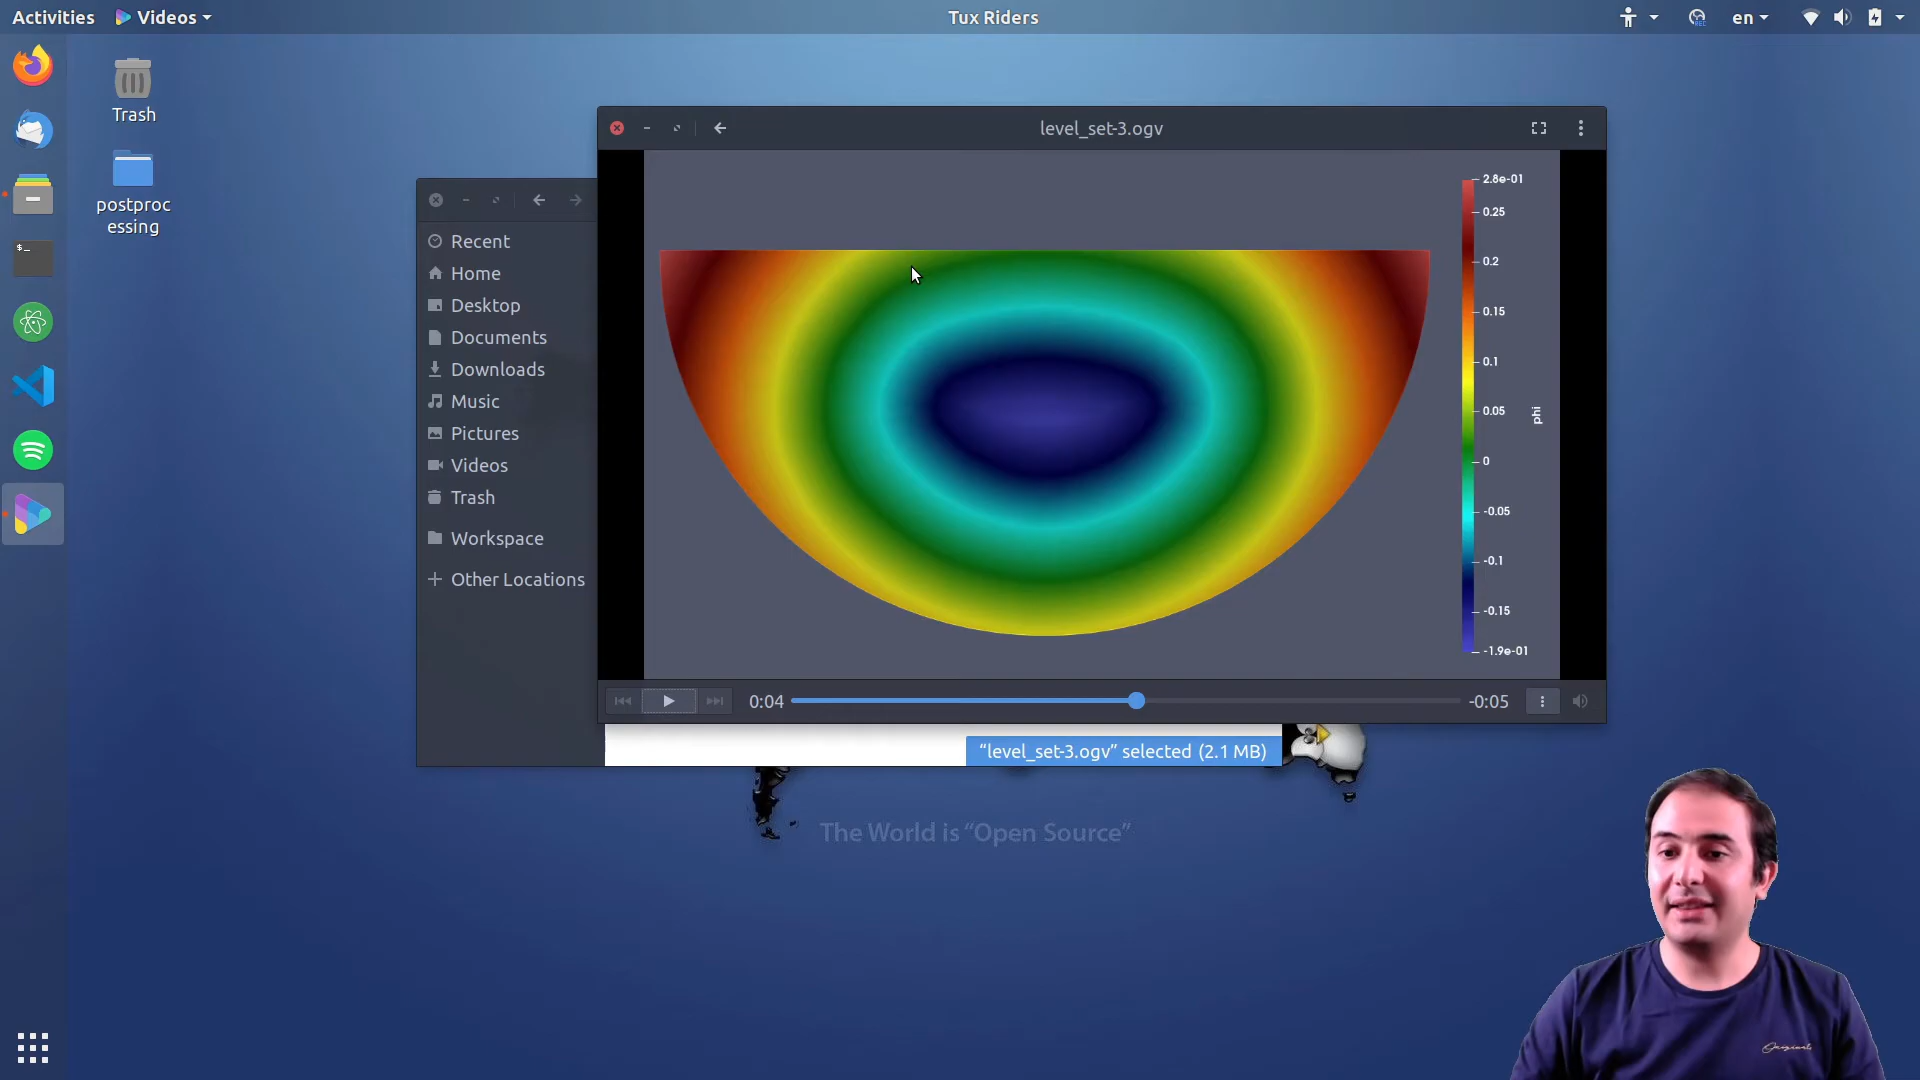 Activities
Videos
Tux Riders
en
Trash
postproc
essing
level_set-3.ogv
Recent
Home
Desktop
Documents
Downloads
Music
Pictures
Videos
Trash
Workspace
Other Locations
2.8e-01
0.25
0.2
0.15
0.1
0.05
0
-0.05
-0.1
-0.15
-1.9e-01
phi
0:04
-0:05
"level_set-3.ogv" selected (2.1 MB)
The World is "Open Source"